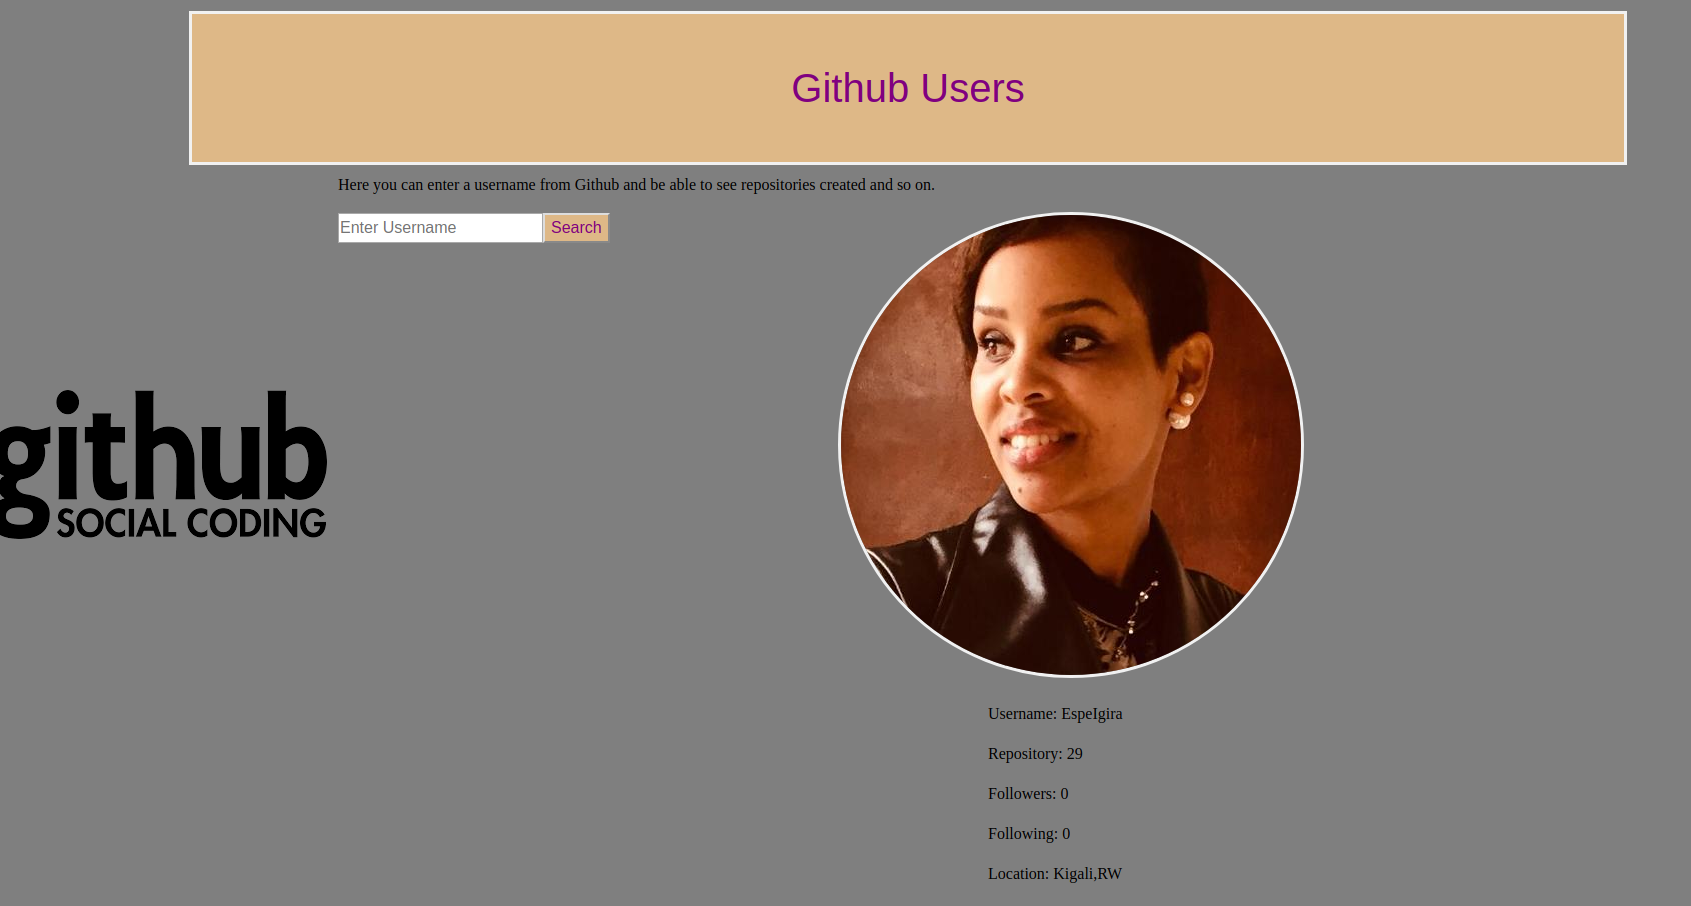 Github Users
Here you can enter a username from Github and be able to see repositories created and so on.
Enter Username Search
github
SOCIAL CODING
Username: EspeIgira
Repository: 29
Followers: 0
Following: 0
Location: Kigali,RW